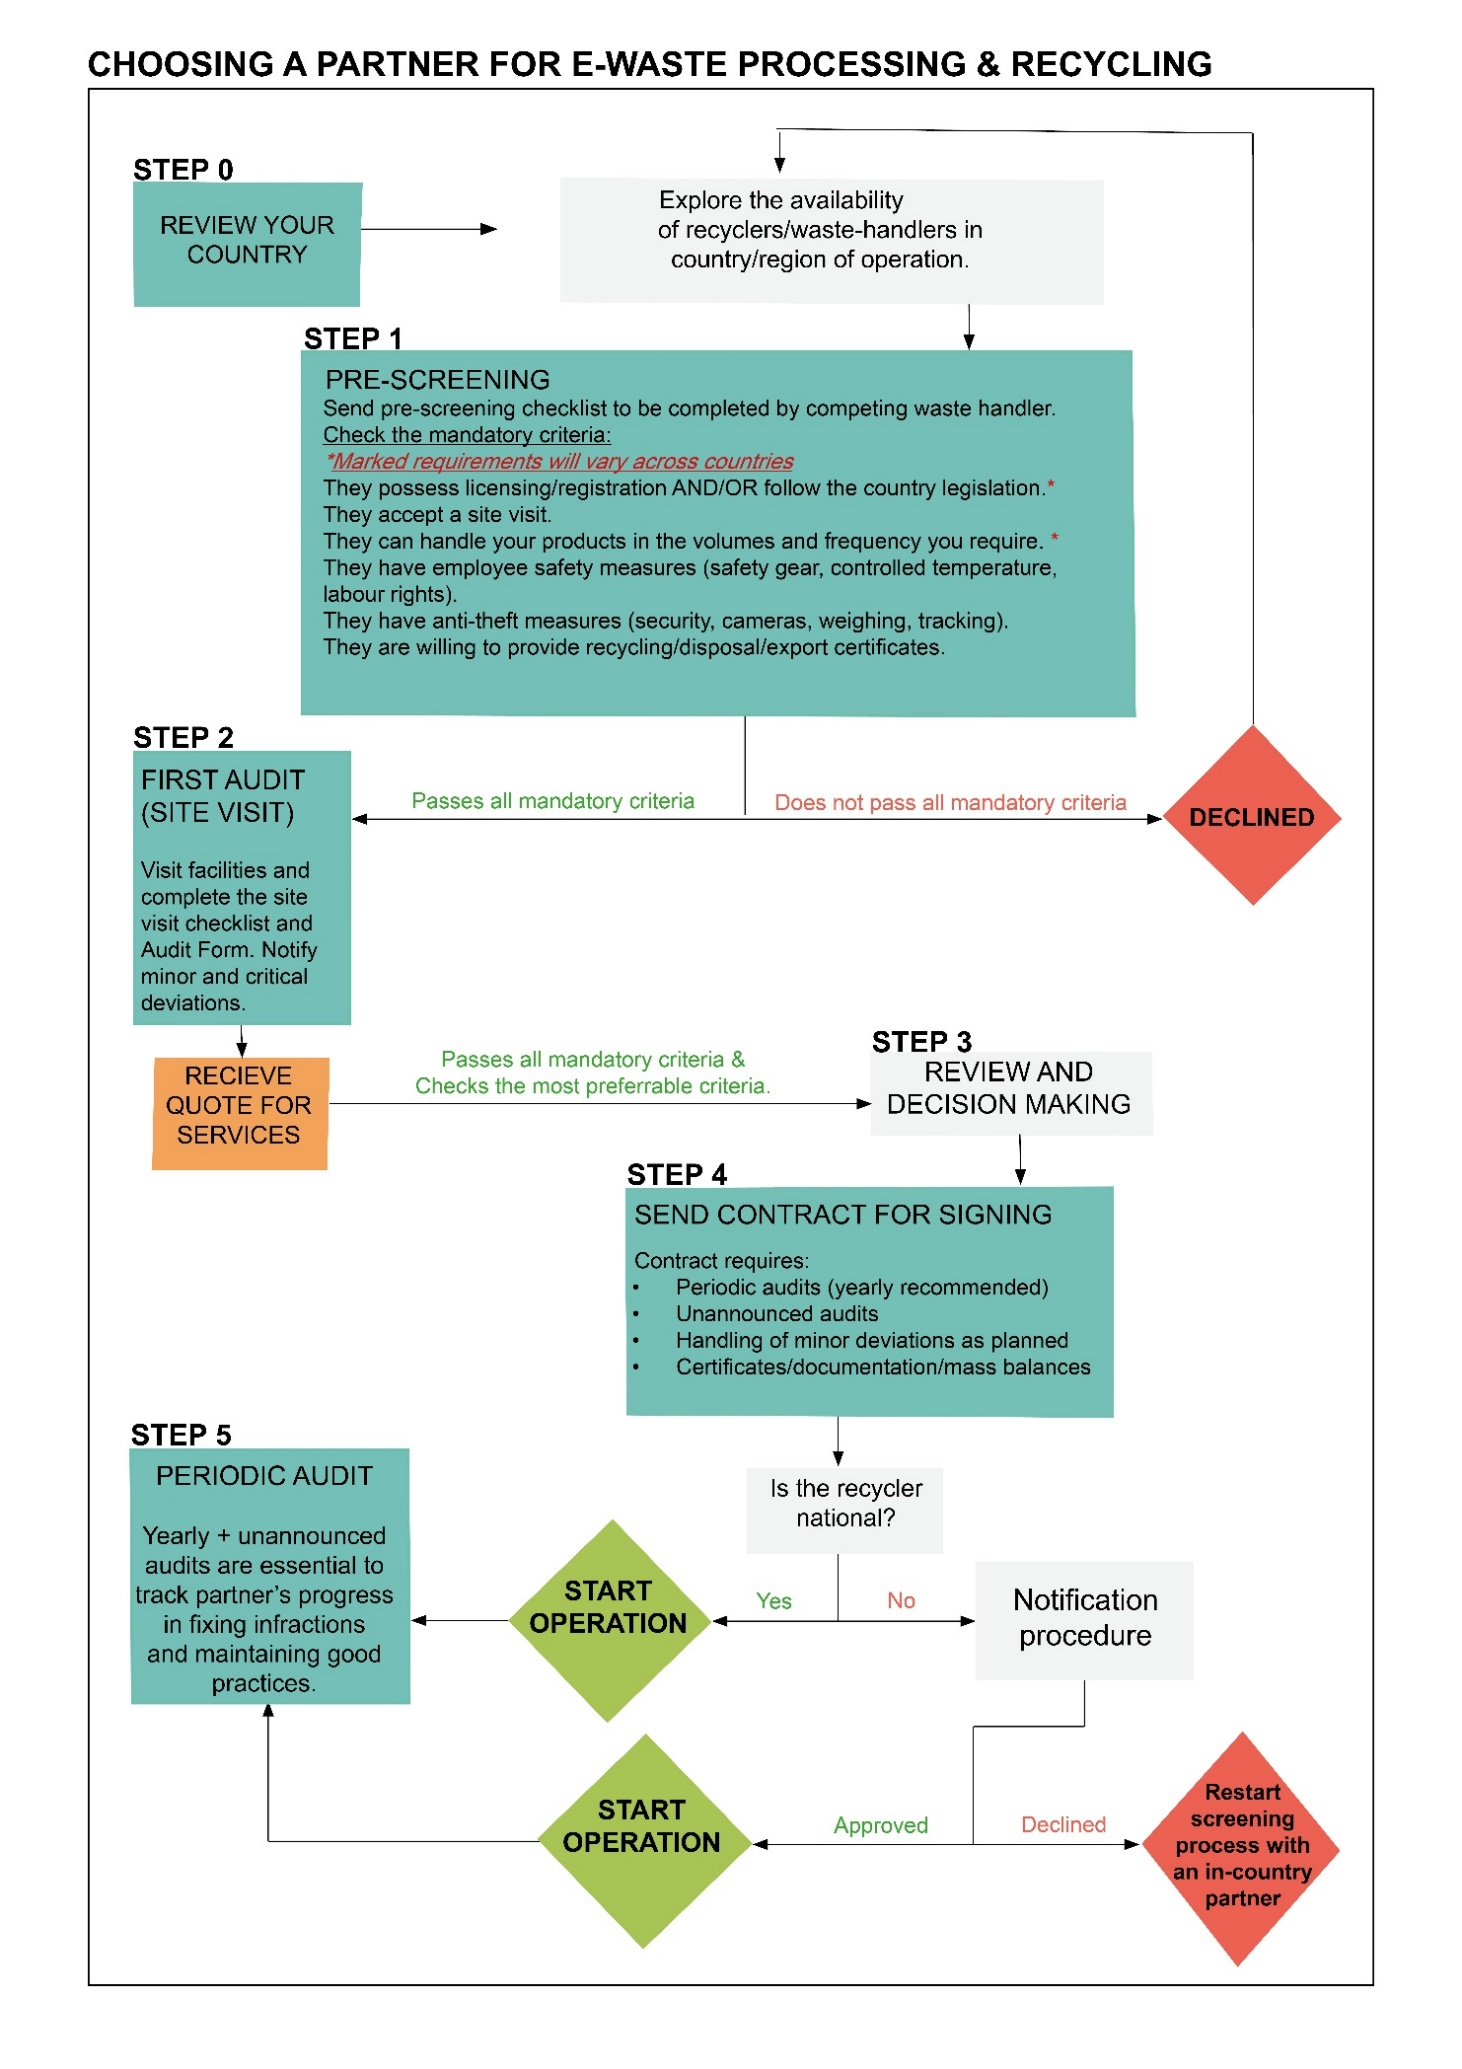 CHOOSING A PARTNER FOR E-WASTE PROCESSING & RECYCLING
STEP 0
REVIEW YOUR
COUNTRY
Explore the availability
of recyclers/waste-handlers in
country/region of operation.
STEP 1
PRE-SCREENING
Send pre-screening checklist to be completed by competing waste handler.
Check the mandatory criteria:
*Marked requirements will vary across countries
They possess licensing/registration AND/OR follow the country legislation.*
They accept a site visit.
They can handle your products in the volumes and frequency you require. *
They have employee safety measures (safety gear, controlled temperature,
labour rights).
They have anti-theft measures (security, cameras, weighing, tracking).
They are willing to provide recycling/disposal/export certificates.
Passes all mandatory criteria
Does not pass all mandatory criteria
DECLINED
STEP 2
FIRST AUDIT
(SITE VISIT)
Visit facilities and
complete the site
visit checklist and
Audit Form. Notify
minor and critical
deviations.
RECIEVE
QUOTE FOR
SERVICES
Passes all mandatory criteria &
Checks the most preferrable criteria.
STEP 3
REVIEW AND
DECISION MAKING
STEP 4
SEND CONTRACT FOR SIGNING
Contract requires:
• Periodic audits (yearly recommended)
• Unannounced audits
• Handling of minor deviations as planned
• Certificates/documentation/mass balances
Is the recycler
national?
Yes
No
START
OPERATION
Notification
procedure
STEP 5
PERIODIC AUDIT
Yearly + unannounced
audits are essential to
track partner's progress
in fixing infractions
and maintaining good
practices.
Approved
Declined
START
OPERATION
Restart
screening
process with
an in-country
partner